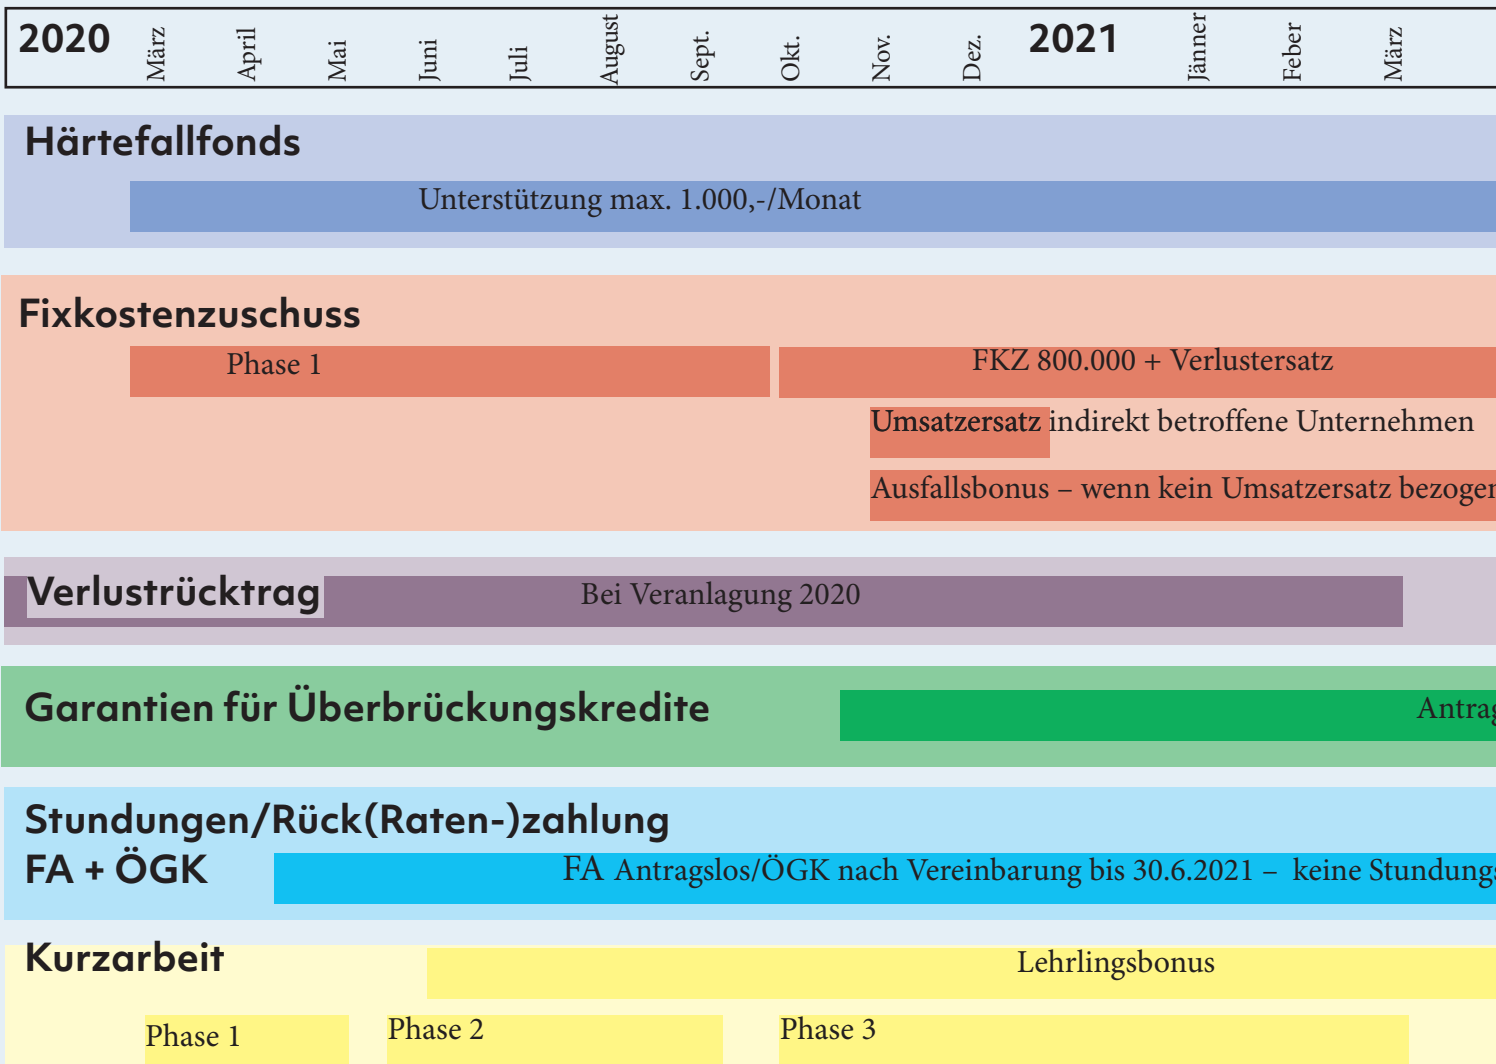 2020 März April Mai Juni Juli August Sept. Okt. Nov. Dez. 2021 Jänner Feber März
Härtefallfonds
Unterstützung max. 1.000,-/Monat
Fixkostenzuschuss
Phase 1 FKZ 800.000 + Verlustersatz
Umsatzersatz indirekt betroffene Unternehmen
Ausfallsbonus – wenn kein Umsatzersatz bezogen
Verlustrücktrag Bei Veranlagung 2020
Garantien für Überbrückungskredite Antrag
Stundungen/Rück(Raten-)zahlung
FA + ÖGK FA Antragslos/ÖGK nach Vereinbarung bis 30.6.2021 – keine Stundungs
Kurzarbeit Lehrlingsbonus
Phase 1 Phase 2 Phase 3